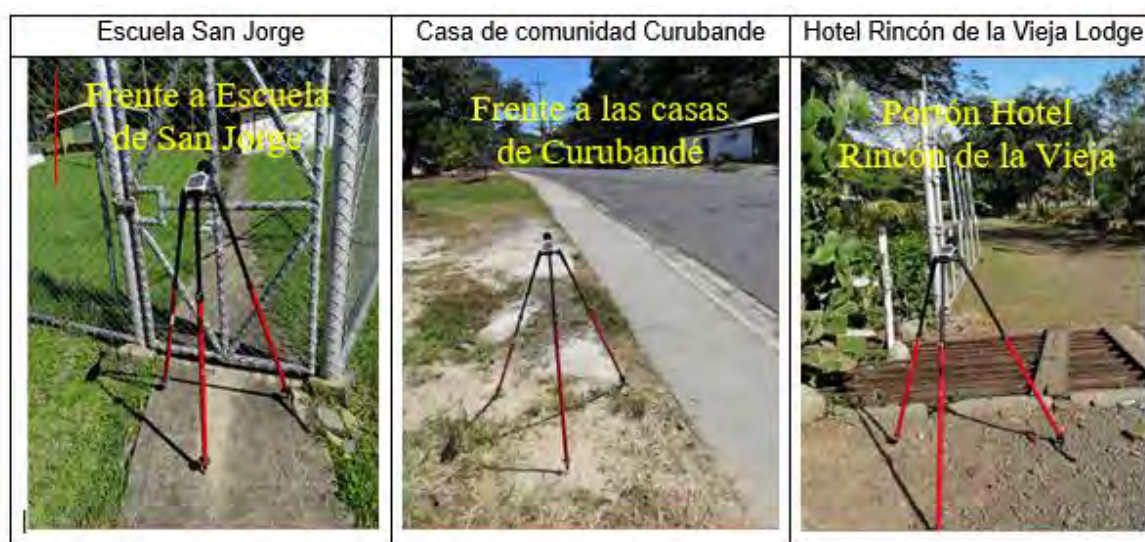 Escuela San Jorge
Casa de comunidad Curubande
Hotel Rincón de la Vieja Lodge
Frente a Escuela
de San Jorge
Frente a las casas
de Curubandé
Portón Hotel
Rincón de la Vieja